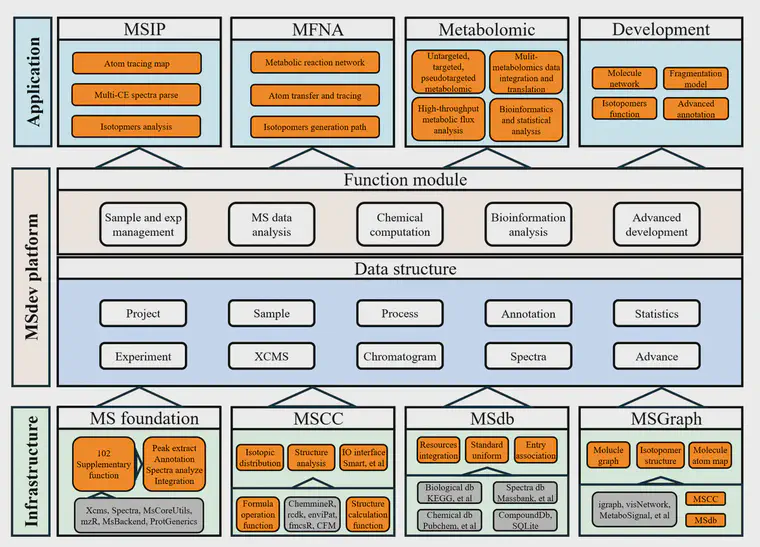 Application
MSIP
Atom tracing map
Multi-CE spectra parse
Isotopmers analysis
MFNA
Metabolic reaction network
Atom transfer and tracing
Isotopomers generation path
Metabolomic
Untargeted,
targeted,
pseudotargeted
metabolomic
Mulit-
metabolomics data
integration and
translation
High-throughput
metabolic flux
analysis
Bioinformatics
and statistical
analysis
Development
Molecule
network
Fragmentation
model
Isotopomers
function
Advanced
annotation
MSdev platform
Function module
Sample and exp
management
MS data
analysis
Chemical
computation
Bioinformation
analysis
Advanced
development
Data structure
Project
Sample
Process
Annotation
Statistics
Experiment
XCMS
Chromatogram
Spectra
Advance
Infrastructure
MS foundation
102
Supplementary
function
Peak extract
Annotation
Spectra analyze
Integration
Xcms, Spectra, MsCoreUtils,
mzR, MsBackend, ProtGenerics
MSCC
Isotopic
distribution
Structure
analysis
IO interface
Smart, et al
Formula
operation
function
ChemmineR,
rcdk, enviPat,
fmcsR, CFM
Structure
calculation
function
MSdb
Resources
integration
Standard
uniform
Entry
association
Biological db
KEGG, et al
Spectra db
Massbank, et al
Chemical db
Pubchem, et al
CompoundDb,
SQLite
MSGraph
Molucle
graph
Isotopomer
structure
Molecule
atom map
igraph, visNetwork,
MetaboSignal, et al
MSCC
MSdb